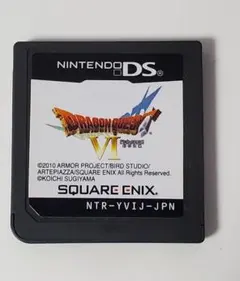 NINTENDO DS
DRAGON QUEST
VI
©2010 ARMOR PROJECT/BIRD STUDIO/
ARTEPIAZZA/SQUARE ENIX All Rights Reserved.
©KOICHI SUGIYAMA
SQUARE ENIX.
NTR-YVIJ-JPN